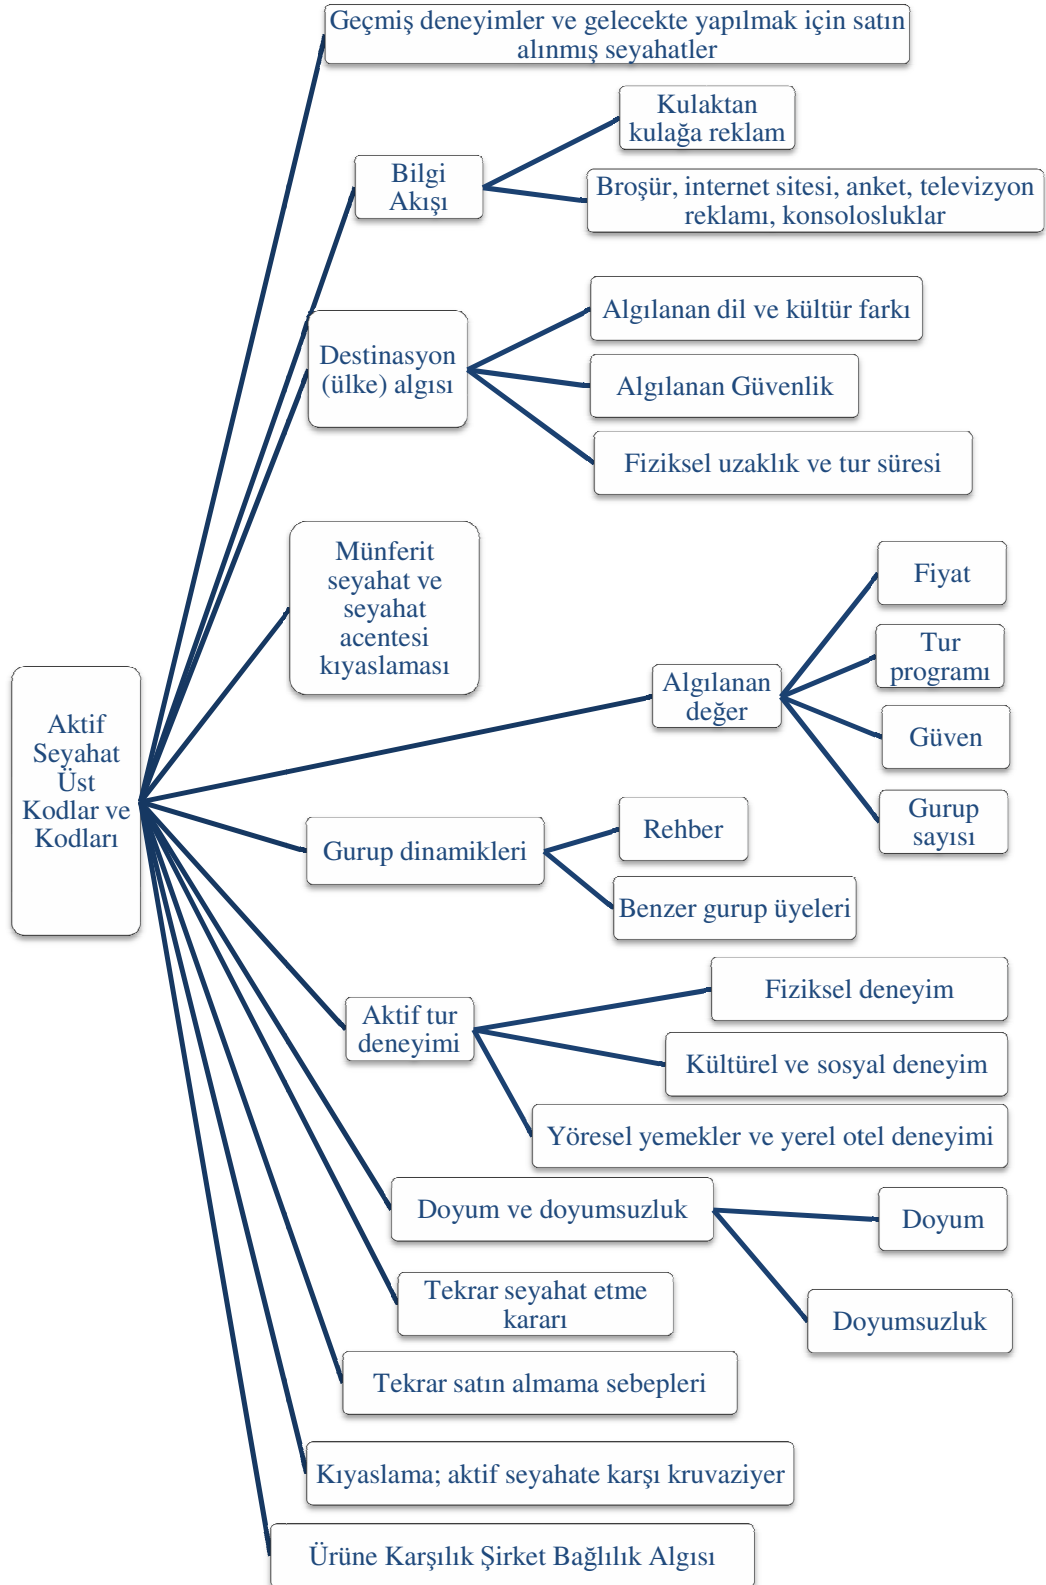 Geçmiş deneyimler ve gelecekte yapılmak için satın
alınmış seyahatler
Kulaktan
kulağa reklam
Bilgi
Akışı
Broşür, internet sitesi, anket, televizyon
reklamı, konsolosluklar
Algılanan dil ve kültür farkı
Destinasyon
(ülke) algısı
Algılanan Güvenlik
Fiziksel uzaklık ve tur süresi
Münferit
seyahat ve
seyahat
acentesi
kıyaslaması
Fiyat
Tur
programı
Algılanan
değer
Güven
Gurup
sayısı
Aktif
Seyahat
Üst
Kodlar ve
Kodları
Rehber
Gurup dinamikleri
Benzer gurup üyeleri
Fiziksel deneyim
Aktif tur
deneyimi
Kültürel ve sosyal deneyim
Yöresel yemekler ve yerel otel deneyimi
Doyum ve doyumsuzluk
Doyum
Doyumsuzluk
Tekrar seyahat etme
kararı
Tekrar satın almama sebepleri
Kıyaslama; aktif seyahate karşı kruvaziyer
Ürüne Karşılık Şirket Bağlılık Algısı